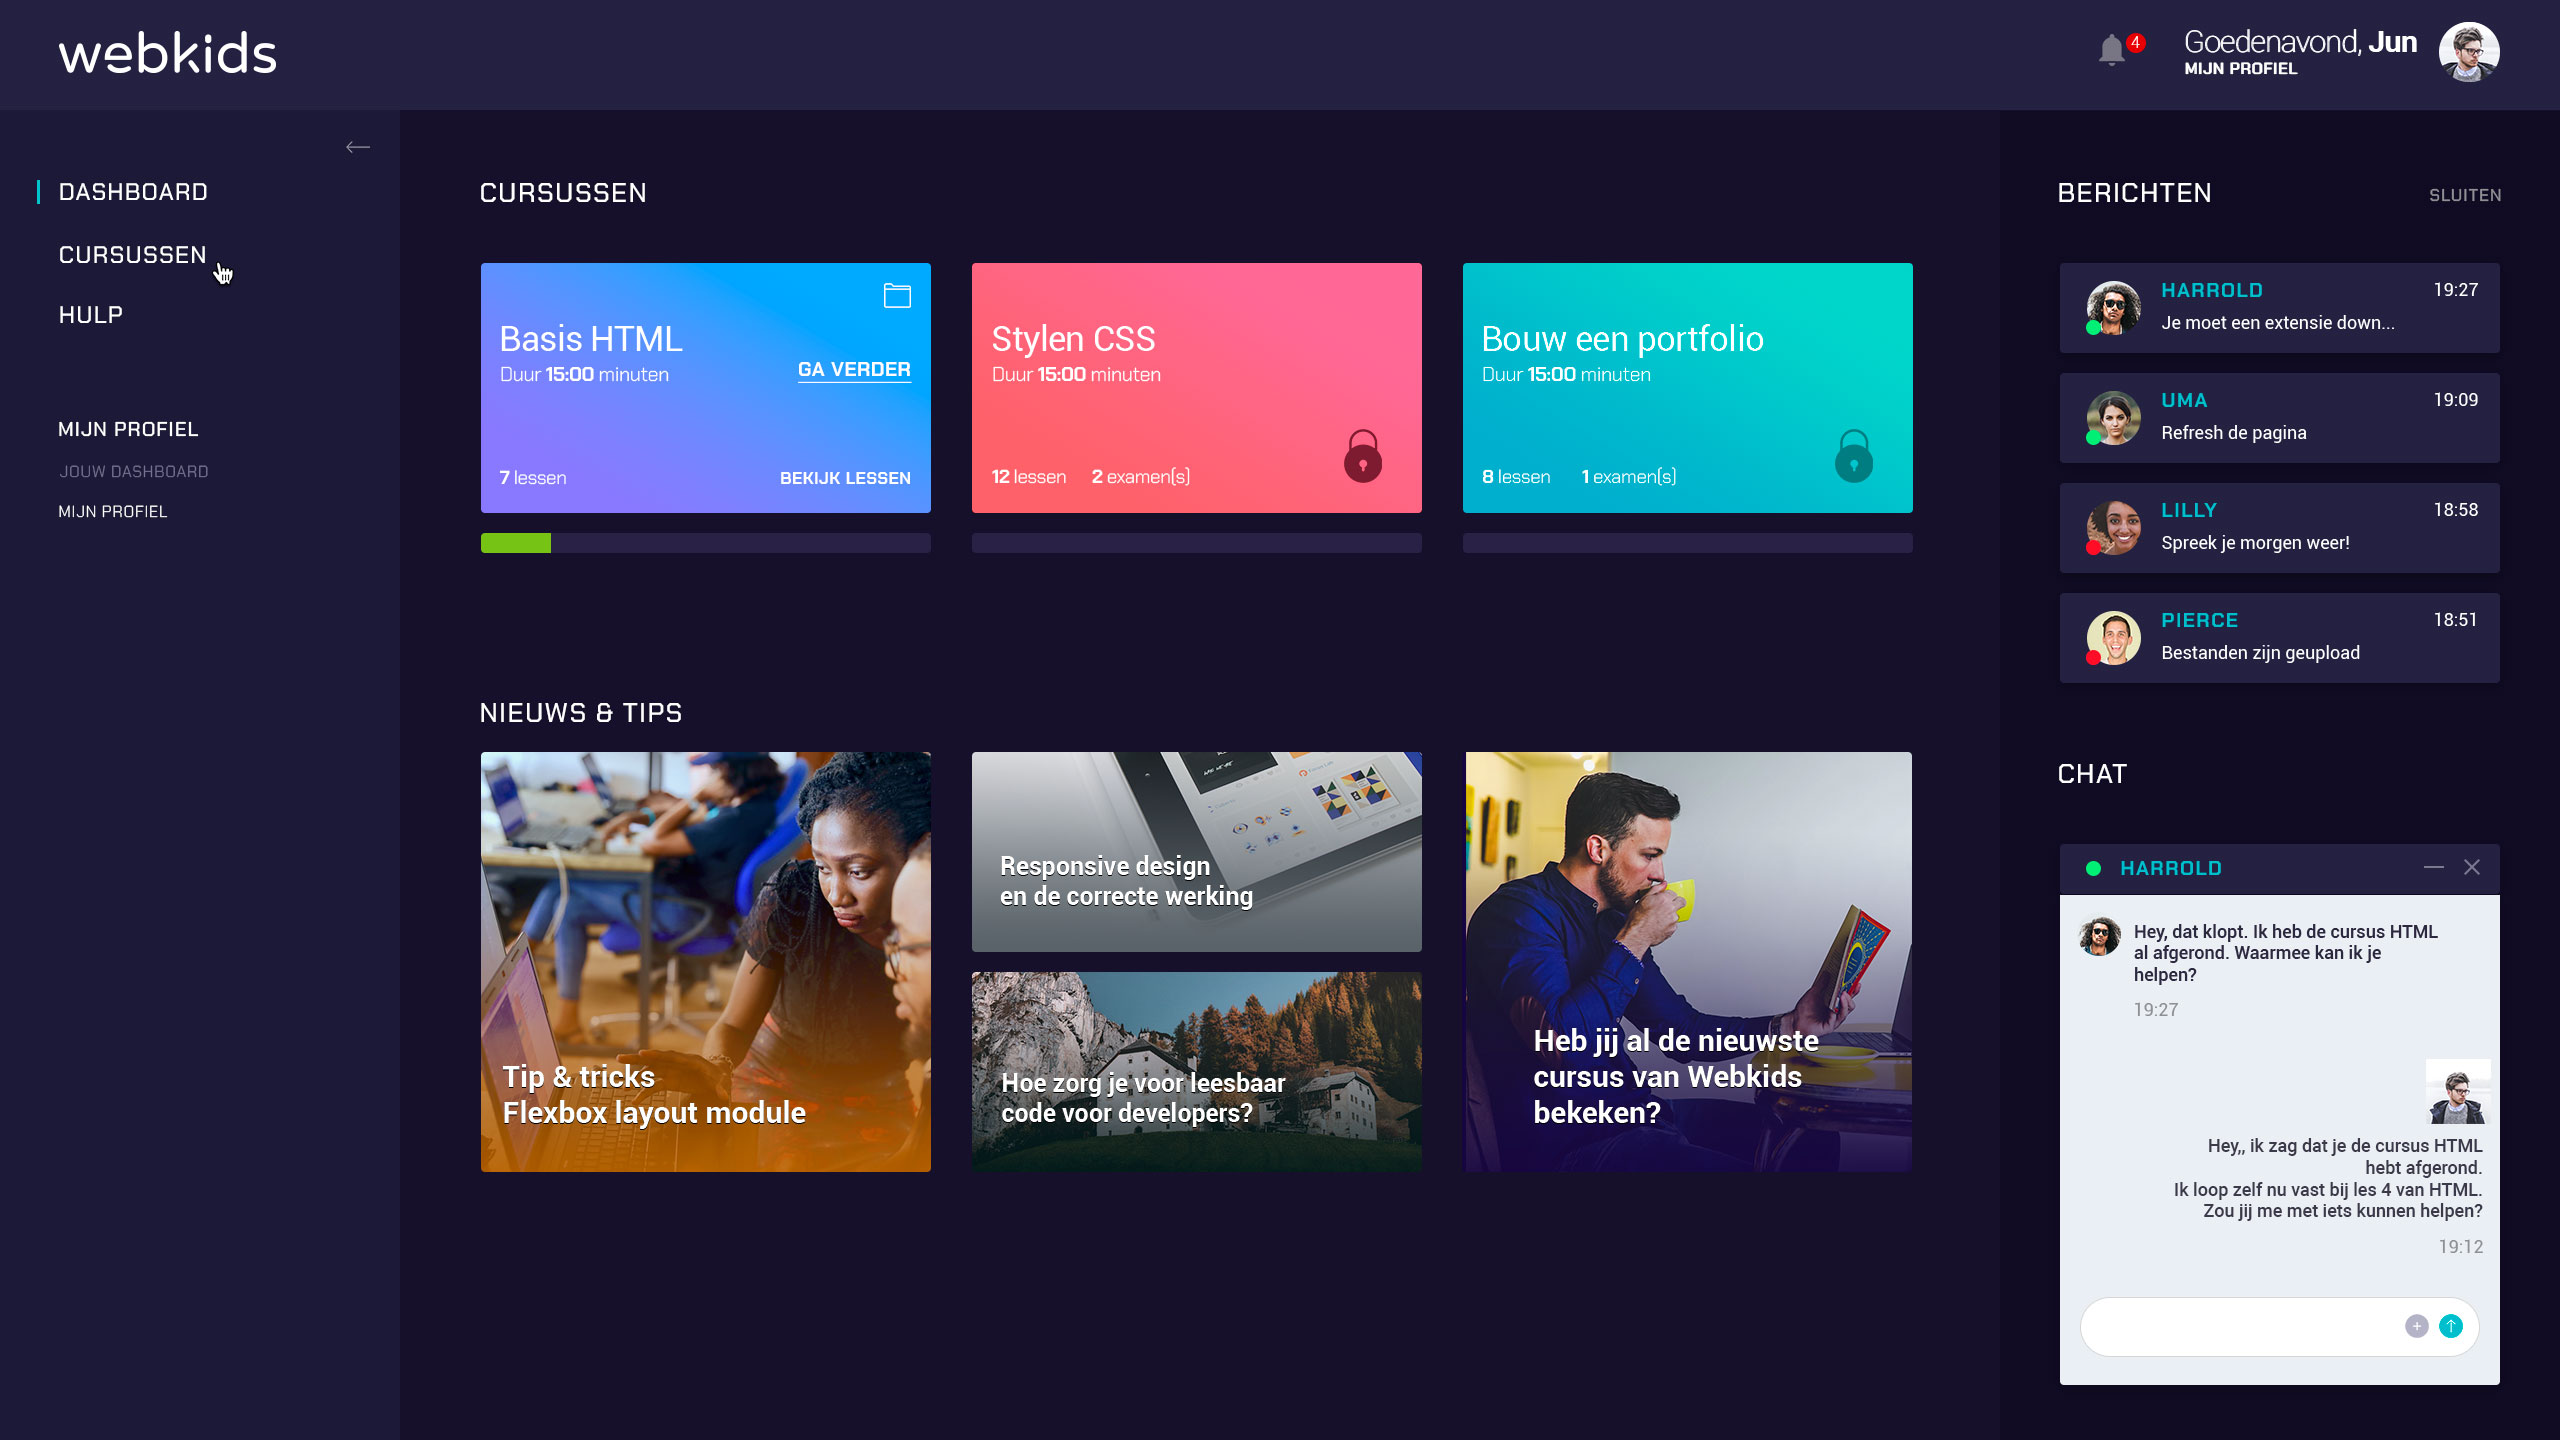 webkids
4
Goedenavond, Jun
MIJN PROFIEL
DASHBOARD
CURSUSSEN
HULP
MIJN PROFIEL
JOUW DASHBOARD
MIJN PROFIEL
CURSUSSEN
Basis HTML
Duur 15:00 minuten
GA VERDER
7 lessen
BEKIJK LESSEN
Stylen CSS
Duur 15:00 minuten
12 lessen 2 examen(s)
Bouw een portfolio
Duur 15:00 minuten
8 lessen 1 examen(s)
NIEUWS & TIPS
Tip & tricks
Flexbox layout module
Responsive design
en de correcte werking
Hoe zorg je voor leesbaar
code voor developers?
Heb jij al de nieuwste
cursus van Webkids
bekeken?
BERICHTEN
SLUITEN
HARROLD 19:27
Je moet een extensie down...
UMA 19:09
Refresh de pagina
LILLY 18:58
Spreek je morgen weer!
PIERCE 18:51
Bestanden zijn geupload
CHAT
HARROLD
Hey, dat klopt. Ik heb de cursus HTML
al afgerond. Waarmee kan ik je
helpen?
19:27
Hey,, ik zag dat je de cursus HTML
hebt afgerond.
Ik loop zelf nu vast bij les 4 van HTML.
Zou jij me met iets kunnen helpen?
19:12